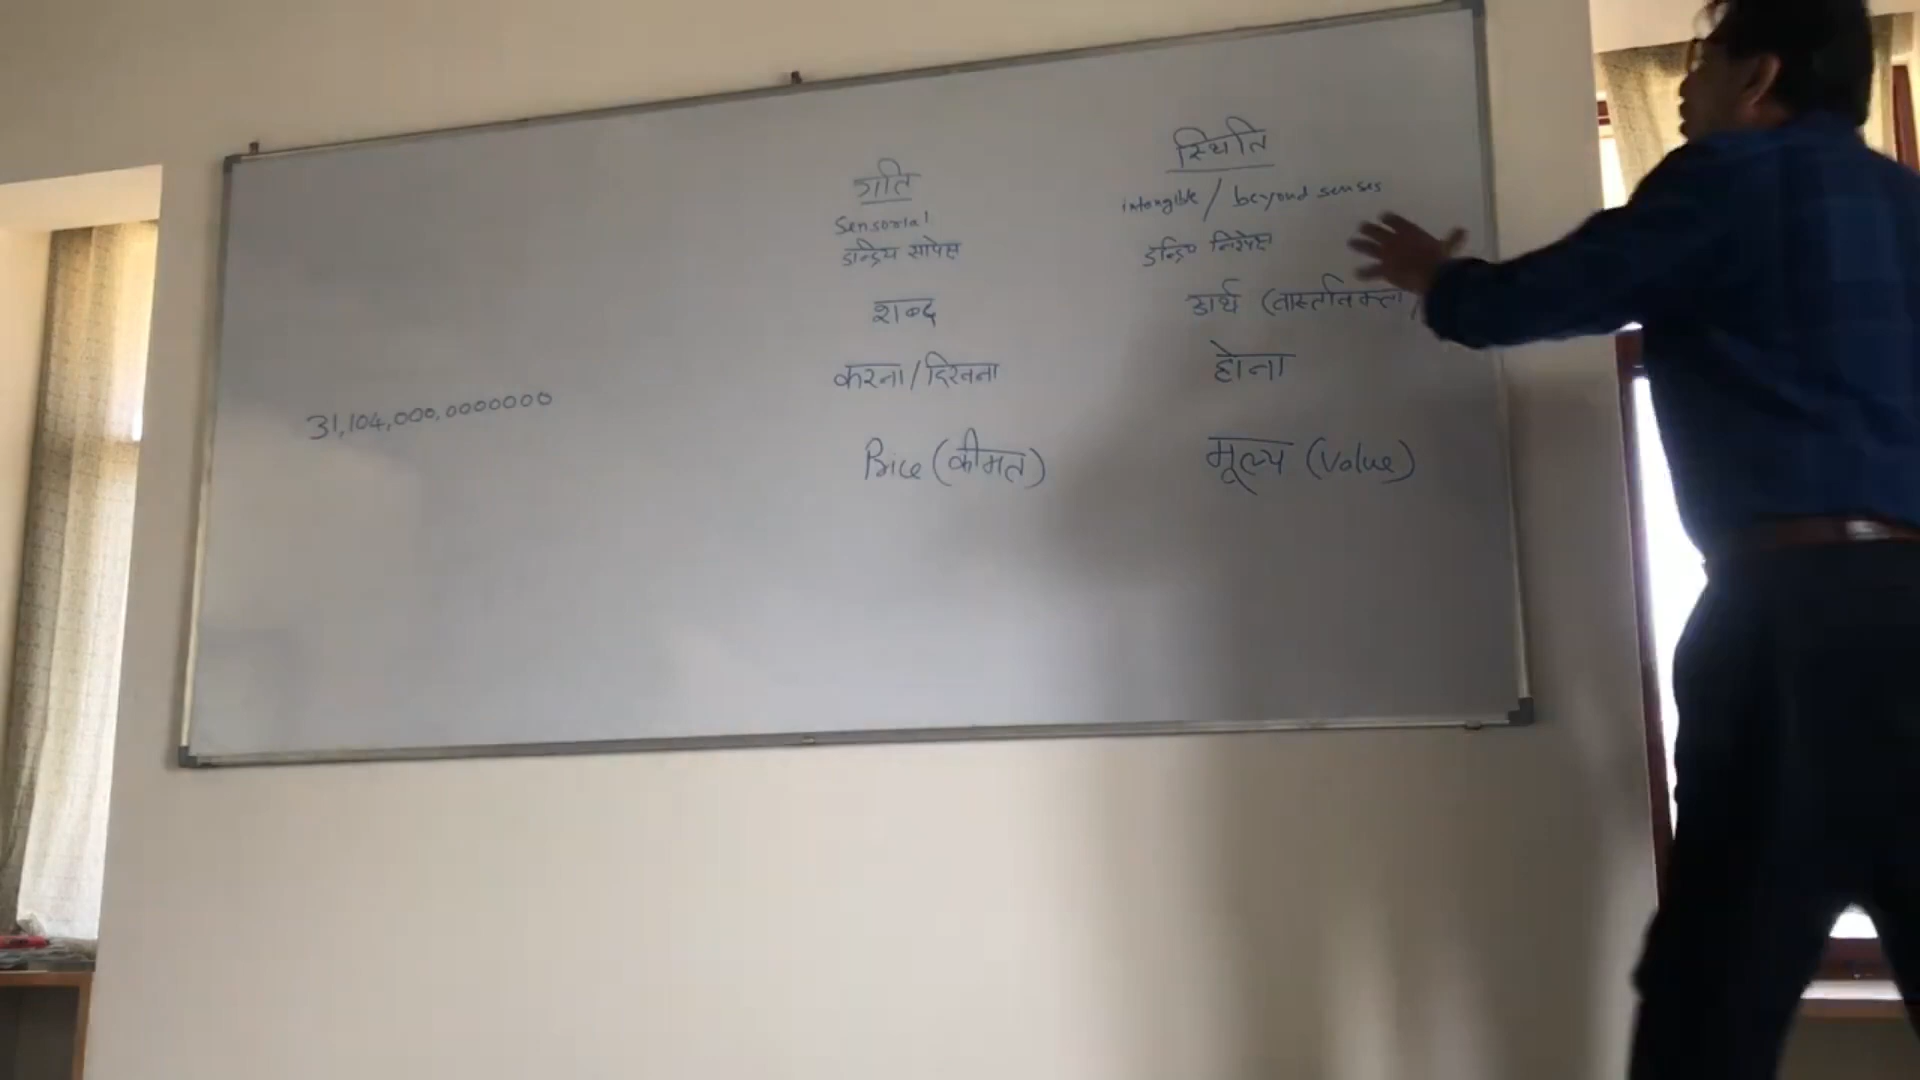 गति
Sensorial
इन्द्रिय सापेक्ष
शब्द
करना/दिखना
Price (कीमत)
स्थिति
intangible / beyond senses
इन्द्रिय निरपेक्ष
अर्थ (वास्तविकता
होना
मूल्य (Value)
31,104,000,0000000